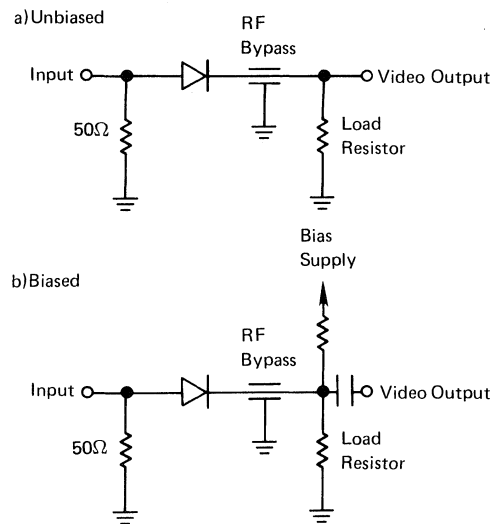 a) Unbiased
RF
Bypass
Input
Video Output
50Ω
Load
Resistor
Bias
Supply
b) Biased
RF
Bypass
Input
Video Output
50Ω
Load
Resistor